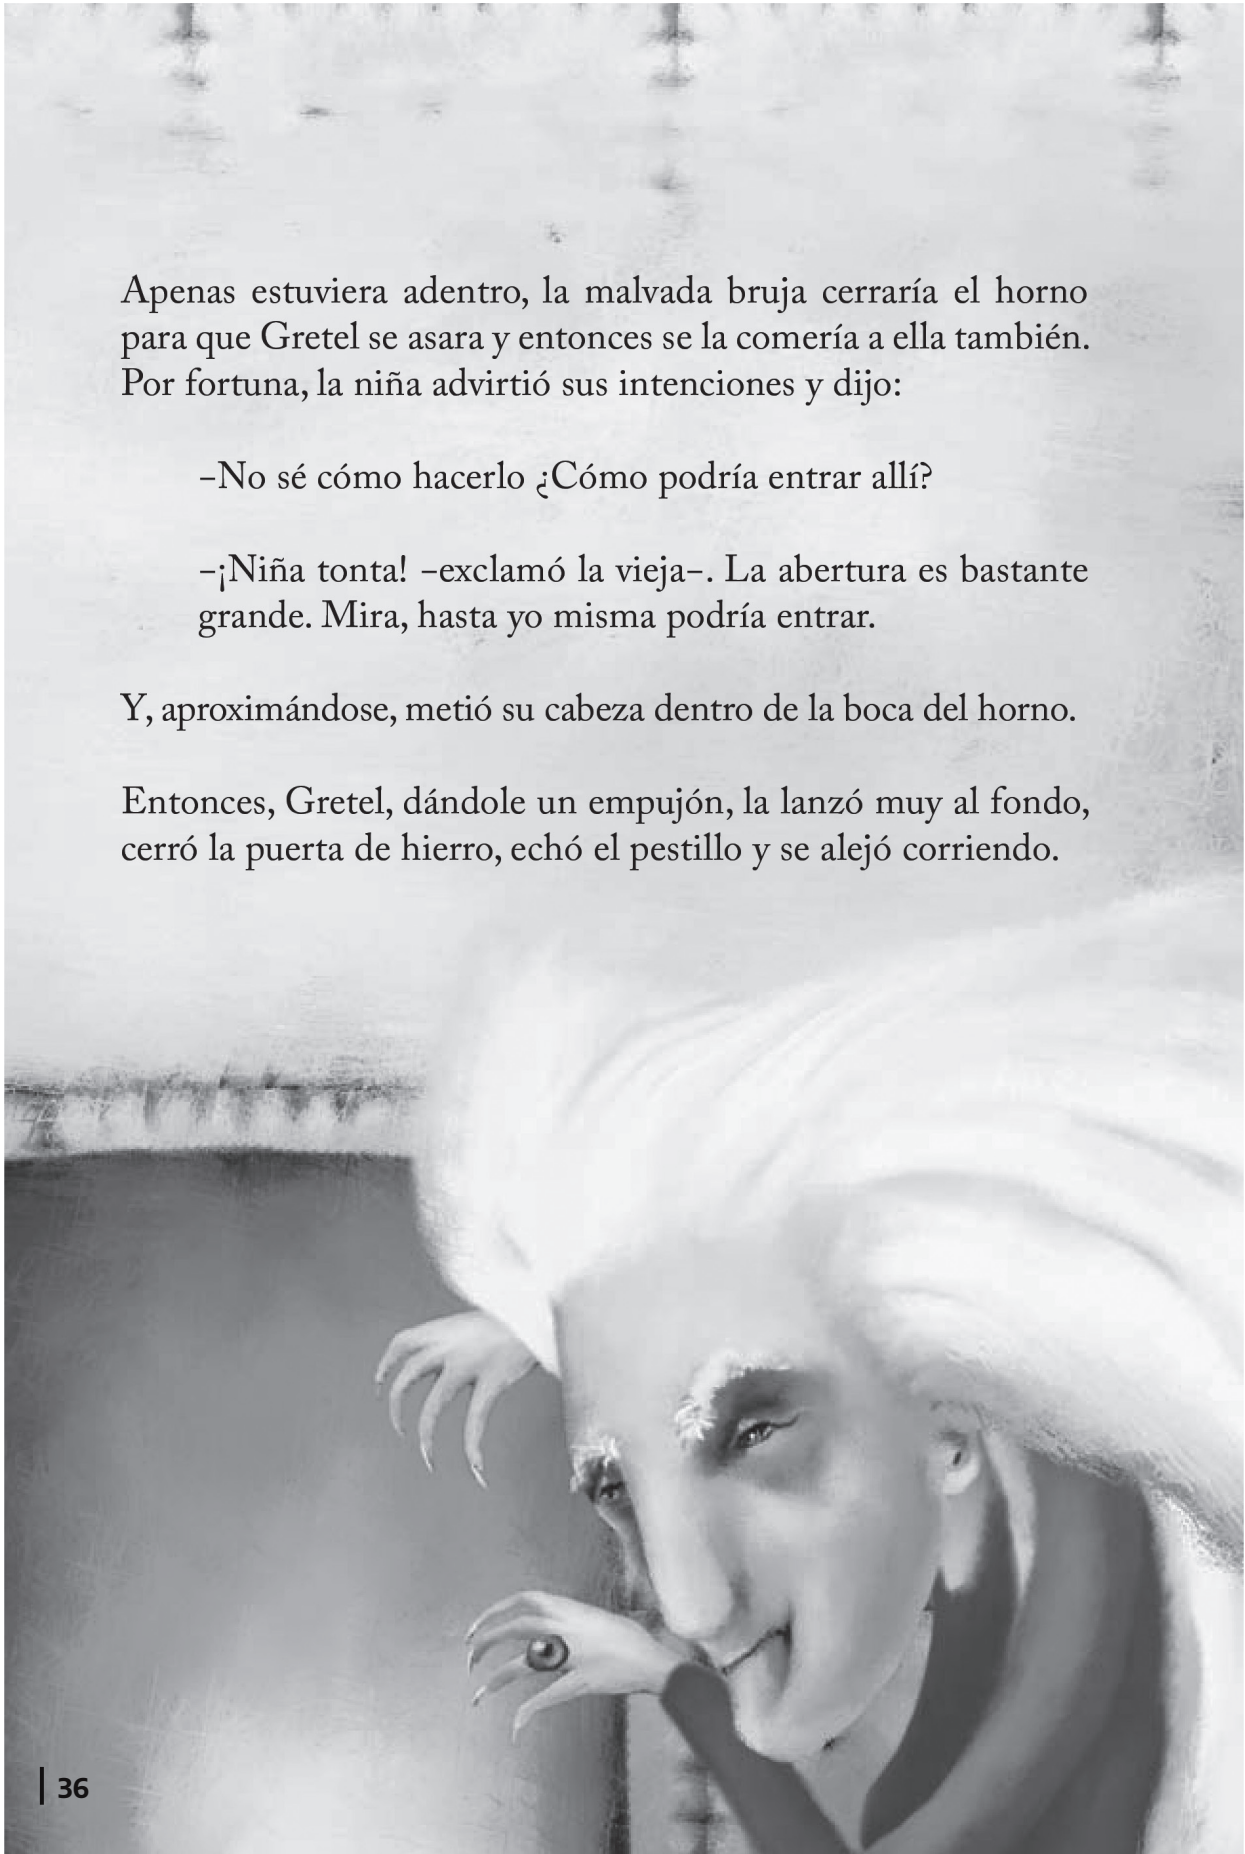 Apenas estuviera adentro, la malvada bruja cerraría el horno
para que Gretel se asara y entonces se la comería a ella también.
Por fortuna, la niña advirtió sus intenciones y dijo:
–No sé cómo hacerlo ¿Cómo podría entrar allí?
–¡Niña tonta! –exclamó la vieja–. La abertura es bastante
grande. Mira, hasta yo misma podría entrar.
Y, aproximándose, metió su cabeza dentro de la boca del horno.
Entonces, Gretel, dándole un empujón, la lanzó muy al fondo,
cerró la puerta de hierro, echó el pestillo y se alejó corriendo.
| 36